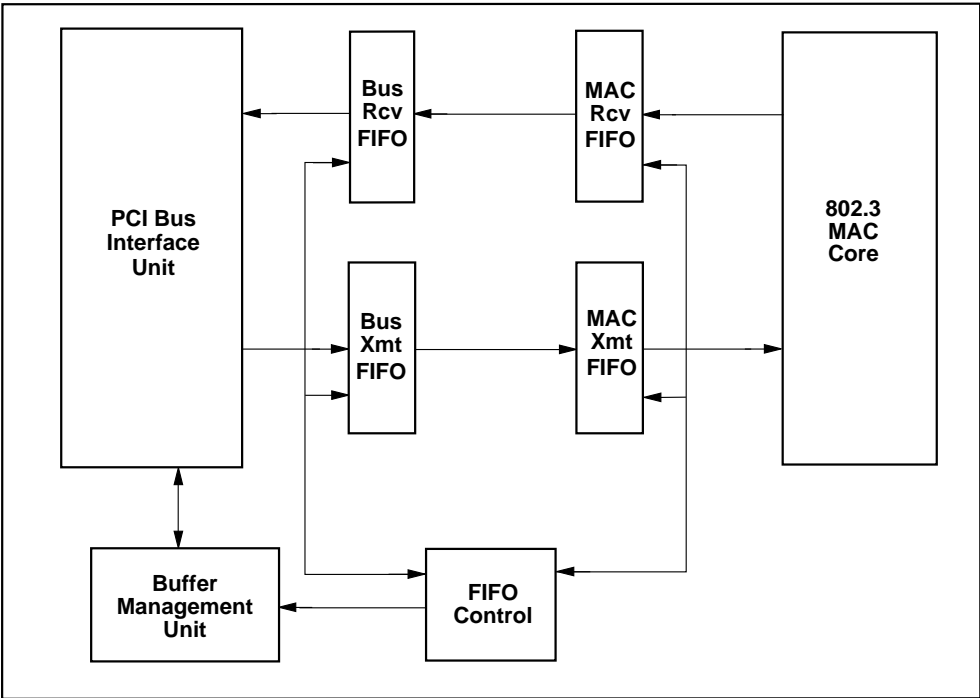 PCI Bus
Interface
Unit
Bus
Rcv
FIFO
MAC
Rcv
FIFO
802.3
MAC
Core
Bus
Xmt
FIFO
MAC
Xmt
FIFO
Buffer
Management
Unit
FIFO
Control